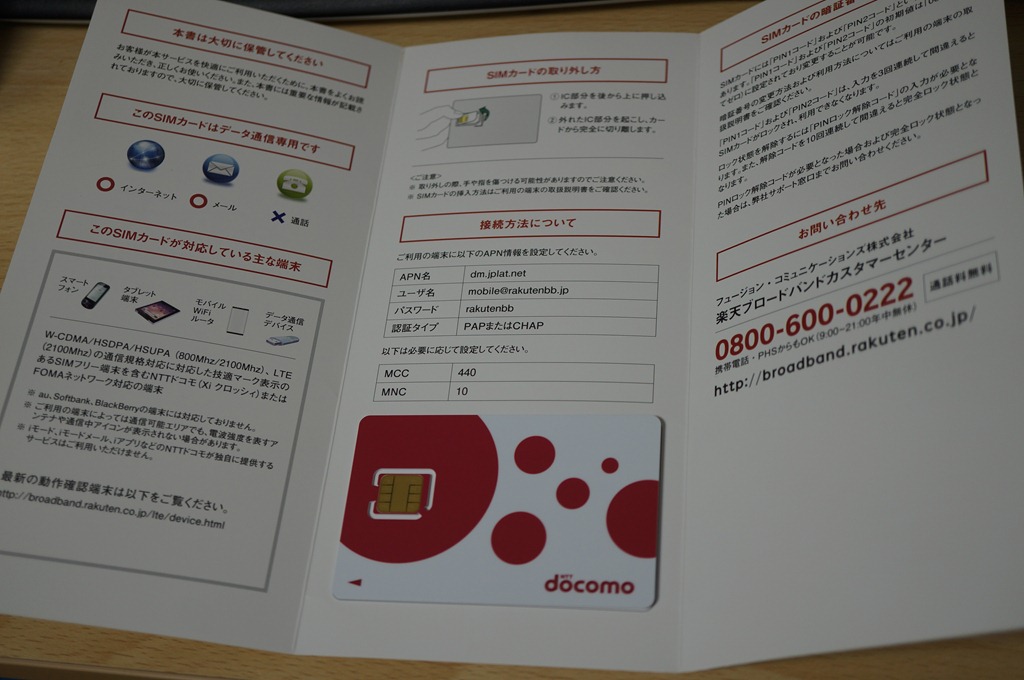 本書は大切に保管してください
お客様が本サービスを快適にご利用いただくために、本書をよくお読
みいただき、正しくお使いください。また、本書には重要な情報が記載さ
れておりますので、大切に保管してください。
このSIMカードはデータ通信専用です
インターネット
メール
通話
このSIMカードが対応している主な端末
スマート
フォン
タブレット
端末
モバイル
WiFi
ルータ
データ通信
デバイス
W-CDMA/HSDPA/HSUPA（800Mhz/2100Mhz）、LTE
（2100Mhz）の通信規格対応に対応した技適マーク表示の
あるSIMフリー端末を含むNTTドコモ（Xi クロッシィ）または
FOMAネットワーク対応の端末
※ au、Softbank、BlackBerryの端末には対応しておりません。
※ ご利用の端末によっては通信可能エリアでも、電波強度を表すア
ンテナや通信中アイコンが表示されない場合があります。
※ iモード、iモードメール、iアプリなどのNTTドコモが独自に提供する
サービスはご利用いただけません。
最新の動作確認端末は以下をご覧ください。
http://broadband.rakuten.co.jp/lte/device.html
SIMカードの取り外し方
① IC部分を後から上に押し込
みます。
② 外れたIC部分を起こし、カー
ドから完全に切り離します。
<ご注意>
※ 取り外しの際、手や指を傷つける可能性がありますのでご注意ください。
※ SIMカードの挿入方法はご利用の端末の取扱説明書をご確認ください。
接続方法について
ご利用の端末に以下のAPN情報を設定してください。
APN名 dm.jplat.net
ユーザ名 mobile@rakutenbb.jp
パスワード rakutenbb
認証タイプ PAPまたはCHAP
以下は必要に応じて設定してください。
MCC 440
MNC 10
NTT
döcomo
SIMカードの暗証番
SIMカードには「PIN1コード」および「PIN2コード」とい
あります。「PIN1コード」および「PIN2コード」の初期値は
てゼロ）に設定されており変更することが可能です。
暗証番号の変更方法および利用方法についてはご利用の端末の取
扱説明書をご確認ください。
「PIN1コード」および「PIN2コード」は、入力を3回連続して間違えると
SIMカードがロックされ、利用できなくなります。
ロック状態を解除するには「PINロック解除コード」の入力が必要とな
ります。また、解除コードを10回連続して間違えると完全ロック状態と
なります。
PINロック解除コードが必要となった場合および完全ロック状態となっ
た場合は、弊社サポート窓口までお問い合わせください。
お問い合わせ先
フュージョン・コミュニケーションズ株式会社
楽天ブロードバンドカスタマーセンター
0800-600-0222 通話料無料
携帯電話・PHSからもOK（9:00~21:00年中無休）
http://broadband.rakuten.co.jp/